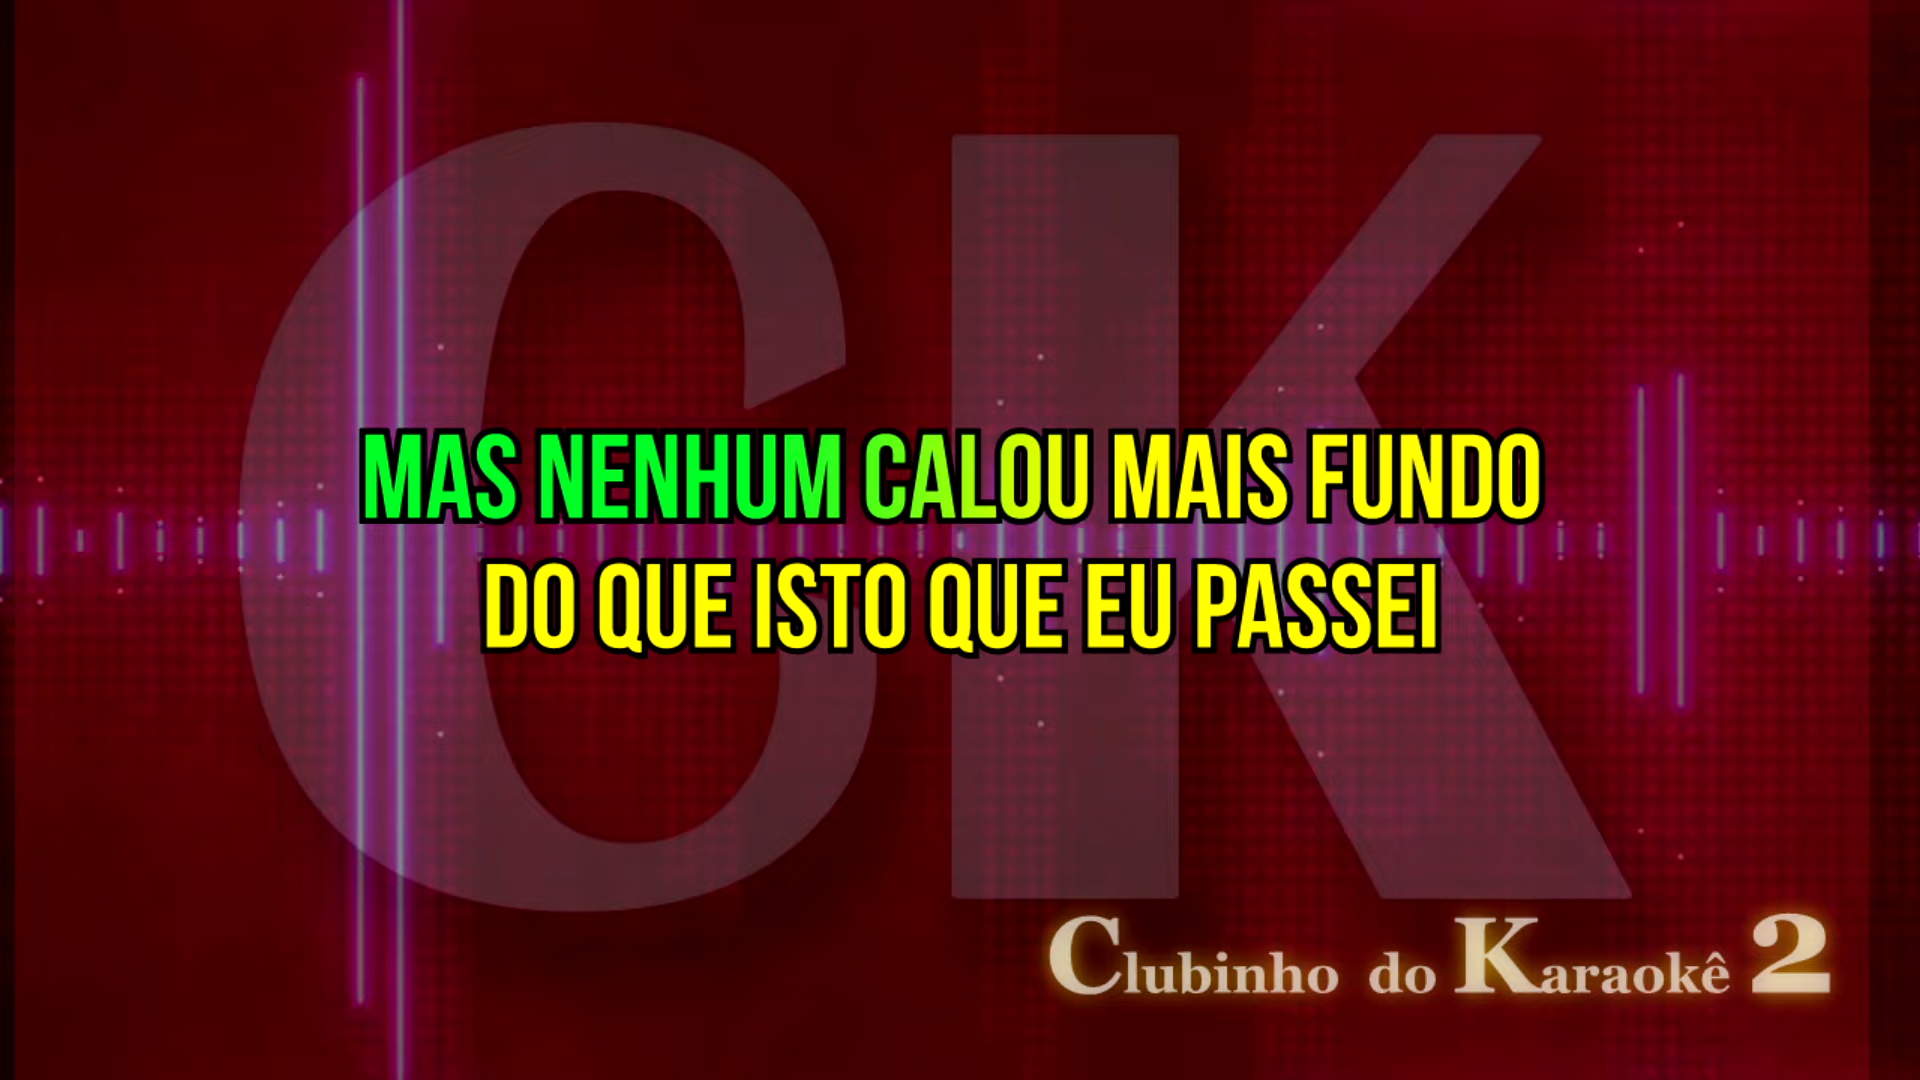 CK
MAS NENHUM CALOU MAIS FUNDO
DO QUE ISTO QUE EU PASSEI
Clubinho do Karaokê 2